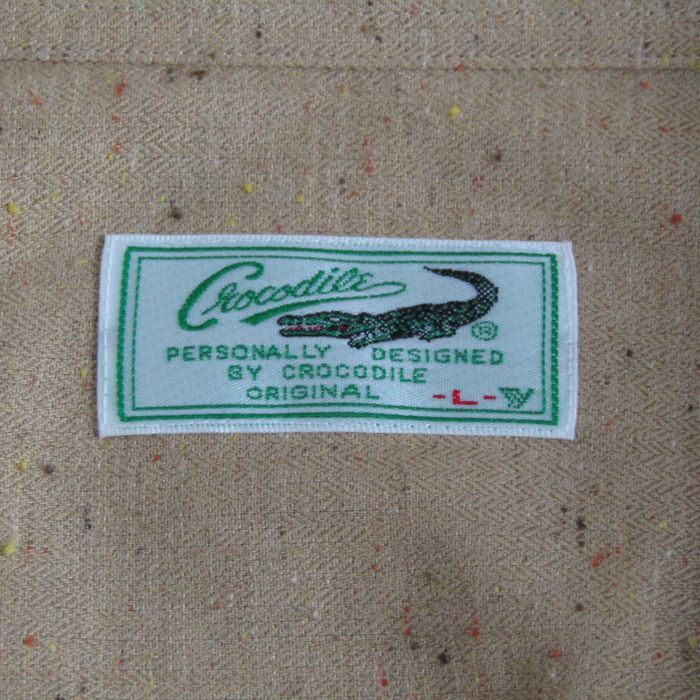 Crocodile
®
PERSONALLY DESIGNED
BY CROCODILE
ORIGINAL -L-